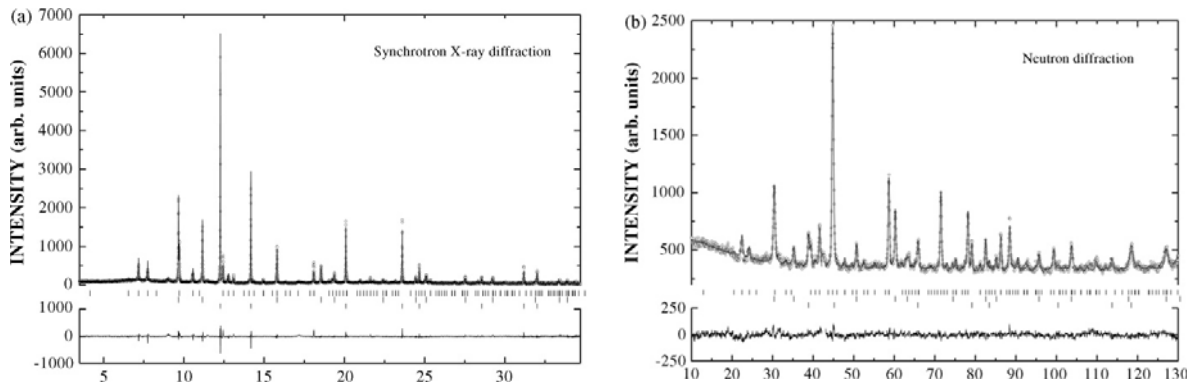 (a)
7000
6000
5000
4000
3000
2000
1000
0
1000
0
-1000
5 10 15 20 25 30
INTENSITY (arb. units)
Synchrotron X-ray diffraction
(b)
2500
2000
1500
1000
500
250
0
-250
10 20 30 40 50 60 70 80 90 100 110 120 130
INTENSITY (arb. units)
Neutron diffraction